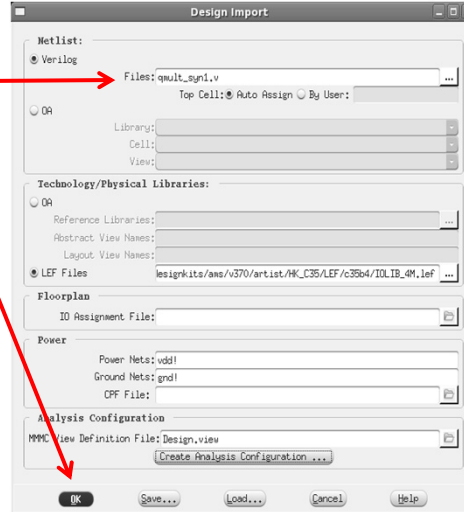 Design Import
Netlist:
Verilog
Files: qmult_syn1.v ...
Top Cell: Auto Assign By User:
OA
Library:
Cell:
View:
Technology/Physical Libraries:
OA
Reference Libraries: ...
Abstract View Names:
Layout View Names:
LEF Files esignkits/ams/v370/artist/HK_C35/LEF/c35b4/IOLIB_4M.lef ...
Floorplan
IO Assignment File:
Power
Power Nets: vdd!
Ground Nets: gnd!
CPF File:
Analysis Configuration
MMMC View Definition File: Design.view
Create Analysis Configuration ...
OK Save... Load... Cancel Help